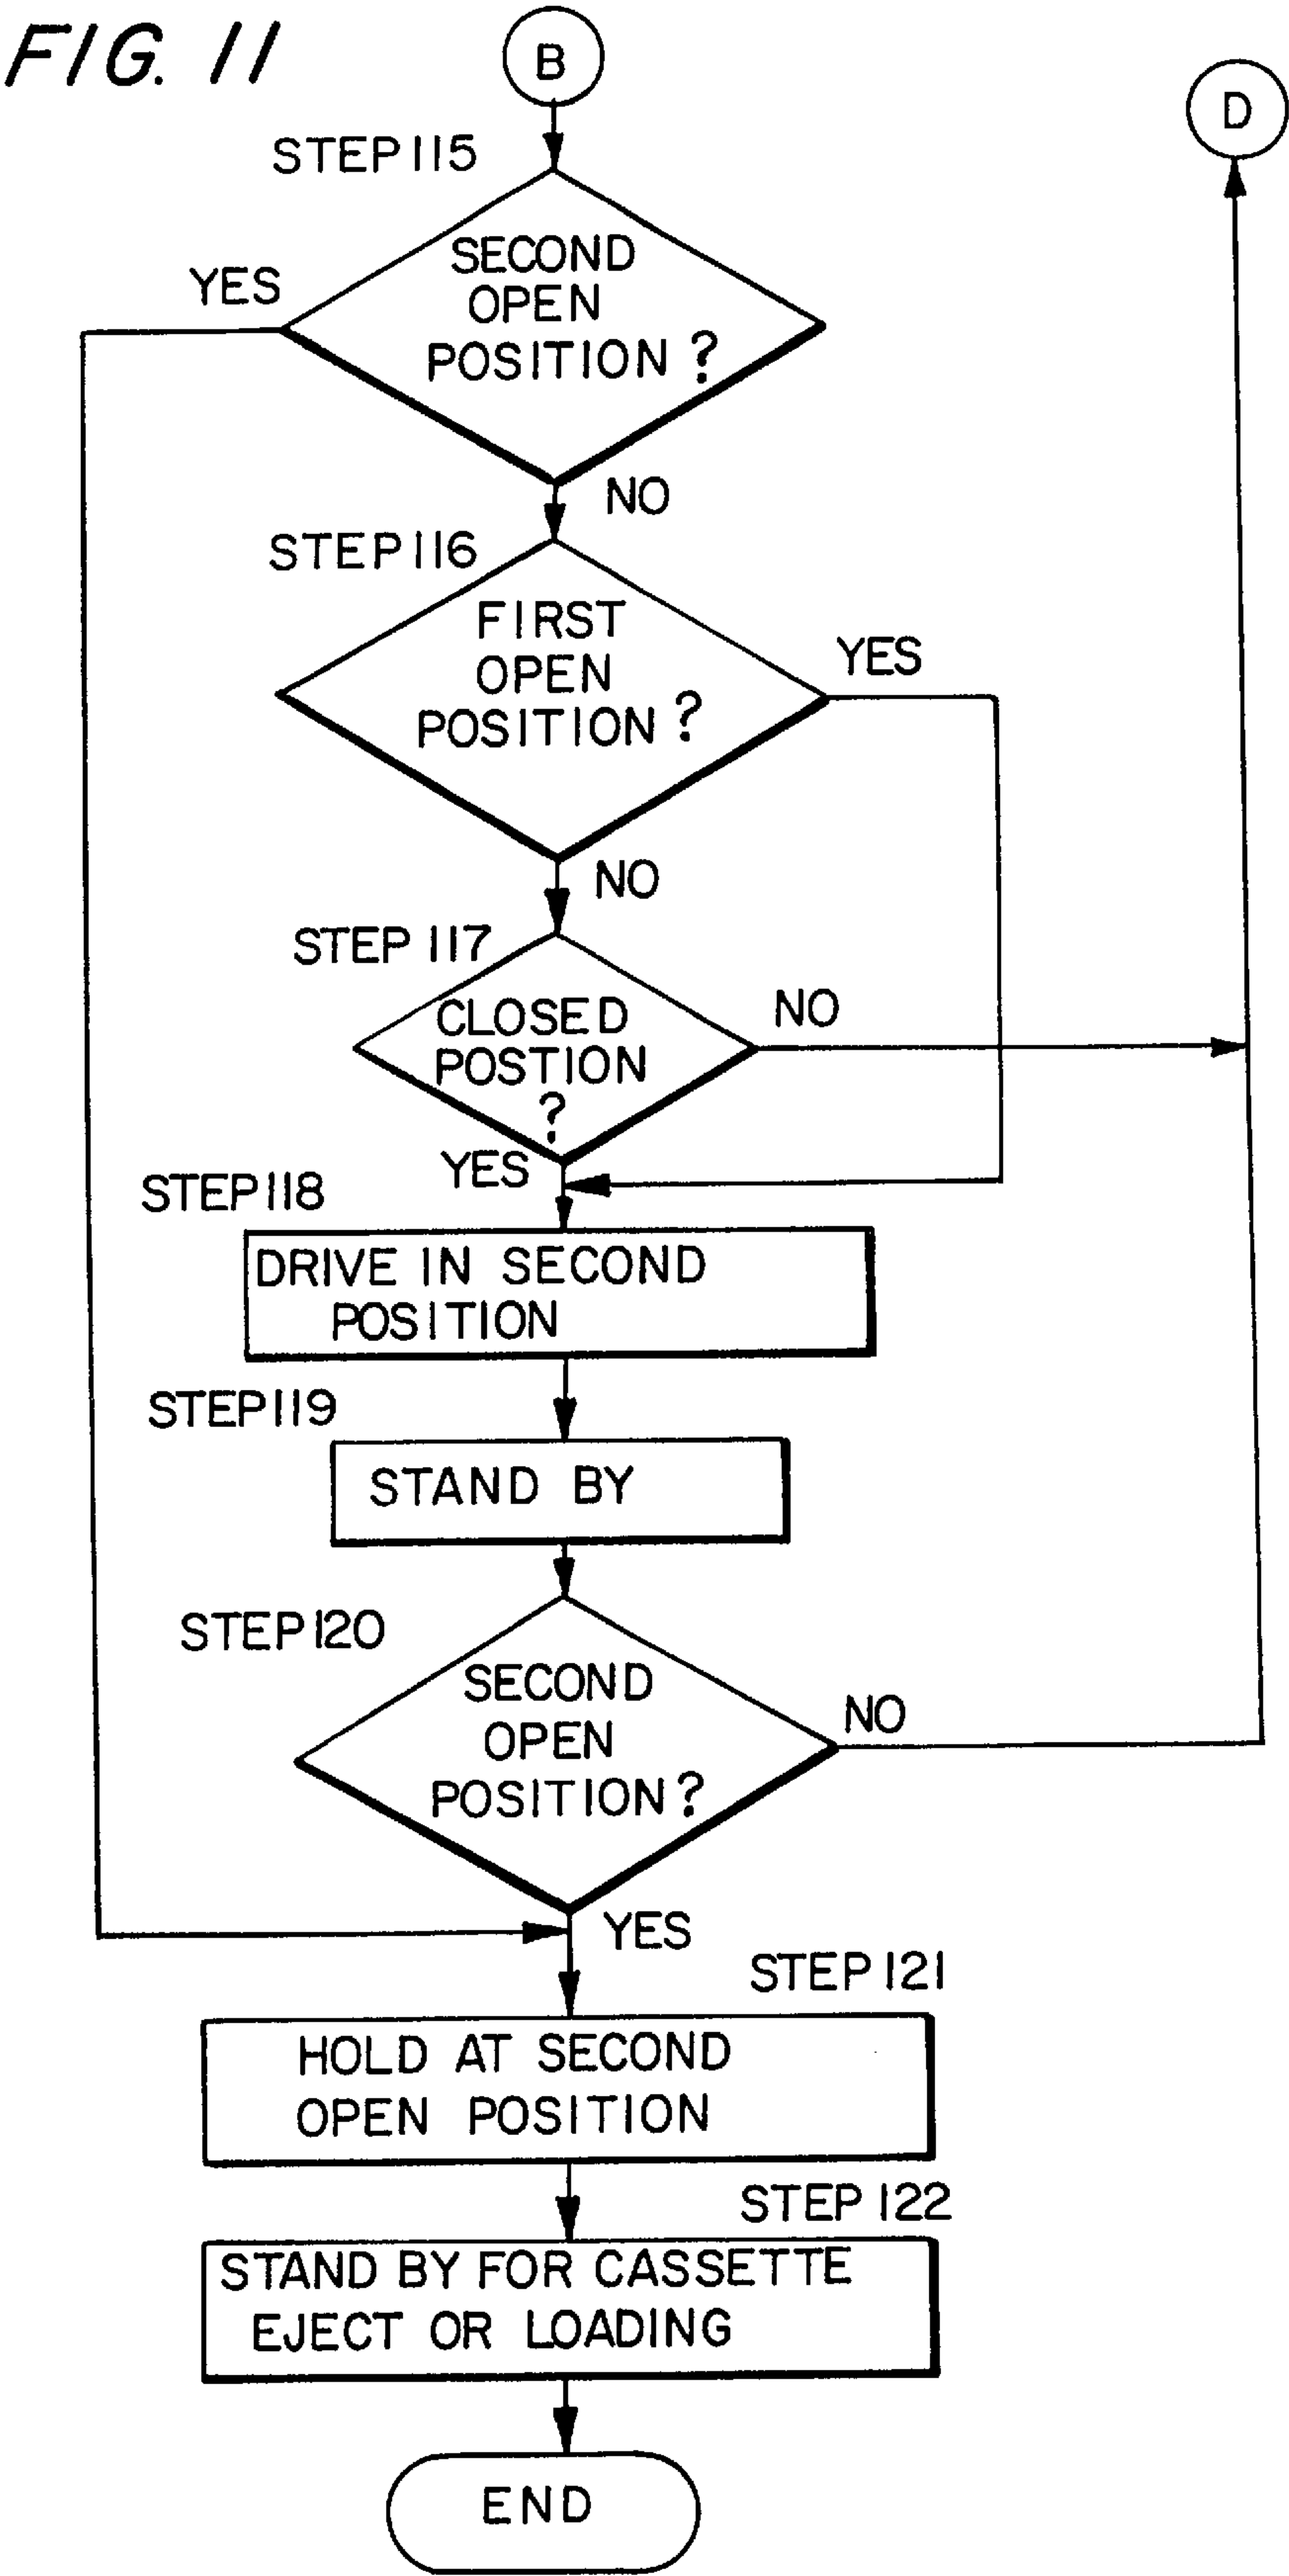 FIG. 11
B
D
STEP 115
SECOND
OPEN
POSITION ?
YES
NO
STEP 116
FIRST
OPEN
POSITION ?
YES
NO
STEP 117
CLOSED
POSTION
?
NO
YES
STEP 118
DRIVE IN SECOND
POSITION
STEP 119
STAND BY
STEP 120
SECOND
OPEN
POSITION ?
NO
YES
STEP 121
HOLD AT SECOND
OPEN POSITION
STEP 122
STAND BY FOR CASSETTE
EJECT OR LOADING
END